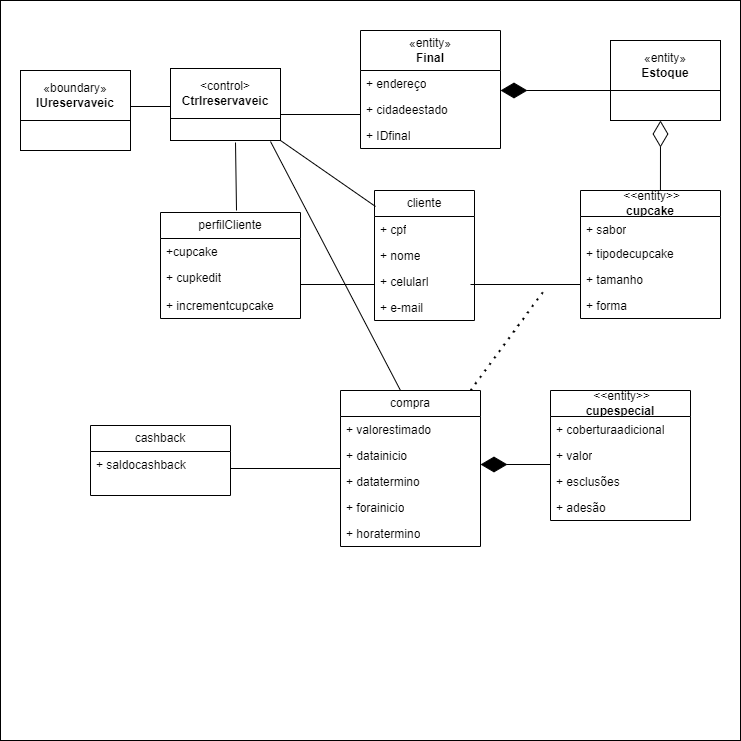 «boundary»
IUreservaveic
<control>
Ctrlreservaveic
«entity»
Final
+ endereço
+ cidadeestado
+ IDfinal
«entity»
Estoque
perfilCliente
+cupcake
+ cupkedit
+ incrementcupcake
cliente
+ cpf
+ nome
+ celularl
+ e-mail
<<entity>>
cupcake
+ sabor
+ tipodecupcake
+ tamanho
+ forma
cashback
+ saldocashback
compra
+ valorestimado
+ datainicio
+ datatermino
+ forainicio
+ horatermino
<<entity>>
cupespecial
+ coberturaadicional
+ valor
+ esclusões
+ adesão